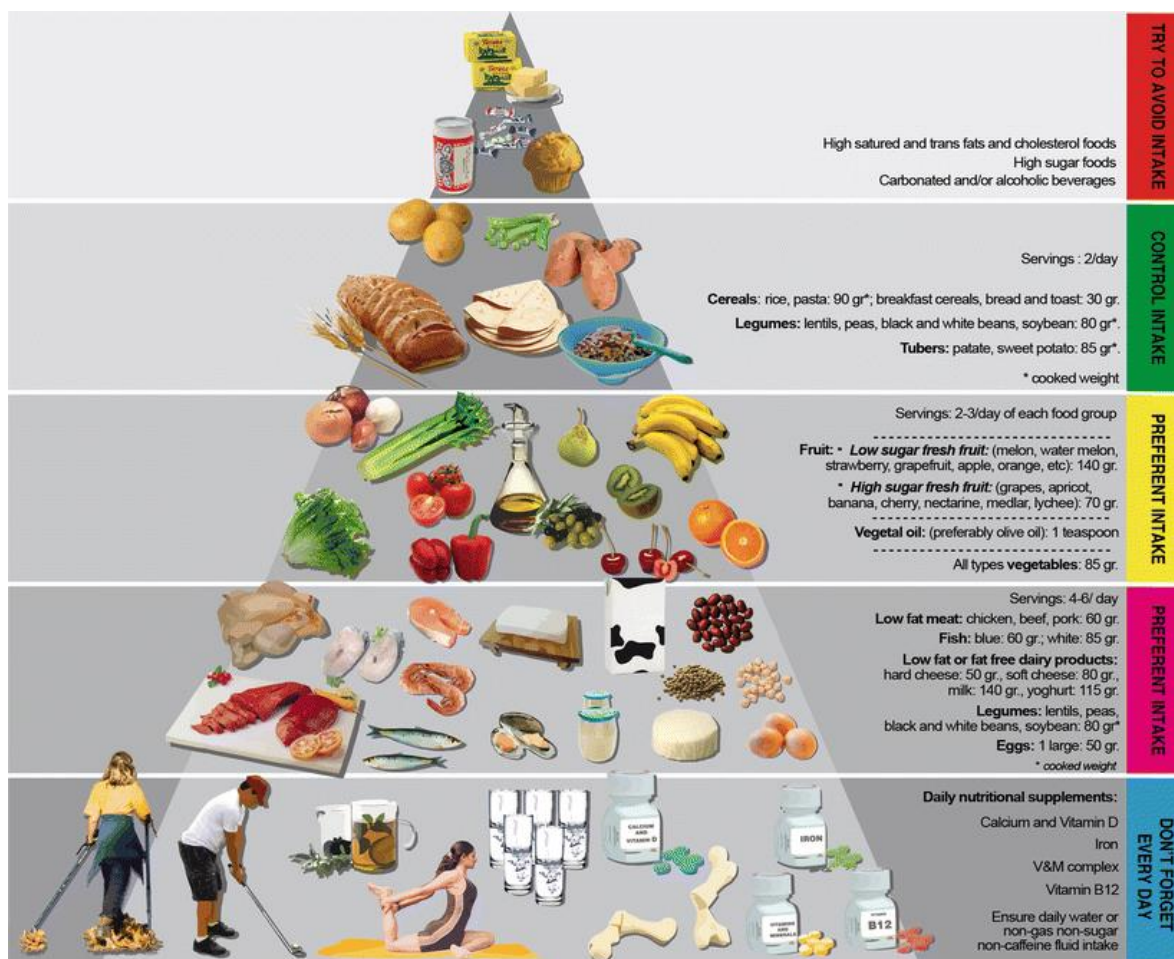 TRY TO AVOID INTAKE
High satured and trans fats and cholesterol foods
High sugar foods
Carbonated and/or alcoholic beverages
CONTROL INTAKE
Servings : 2/day
Cereals: rice, pasta: 90 gr*; breakfast cereals, bread and toast: 30 gr.
Legumes: lentils, peas, black and white beans, soybean: 80 gr*.
Tubers: patate, sweet potato: 85 gr*.
* cooked weight
PREFERENT INTAKE
Servings: 2-3/day of each food group
Fruit: * Low sugar fresh fruit: (melon, water melon,
strawberry, grapefruit, apple, orange, etc): 140 gr.
* High sugar fresh fruit: (grapes, apricot,
banana, cherry, nectarine, medlar, lychee): 70 gr.
Vegetal oil: (preferably olive oil): 1 teaspoon
All types vegetables: 85 gr.
PREFERENT INTAKE
Servings: 4-6/ day
Low fat meat: chicken, beef, pork: 60 gr.
Fish: blue: 60 gr.; white: 85 gr.
Low fat or fat free dairy products:
hard cheese: 50 gr., soft cheese: 80 gr.,
milk: 140 gr., yoghurt: 115 gr.
Legumes: lentils, peas,
black and white beans, soybean: 80 gr*
Eggs: 1 large: 50 gr.
* cooked weight
DON'T FORGET
EVERY DAY
CALCIUM
AND
VITAMIN D
IRON
VITAMINS
AND
MINERALS
B12
Daily nutritional supplements:
Calcium and Vitamin D
Iron
V&M complex
Vitamin B12
Ensure daily water or
non-gas non-sugar
non-caffeine fluid intake